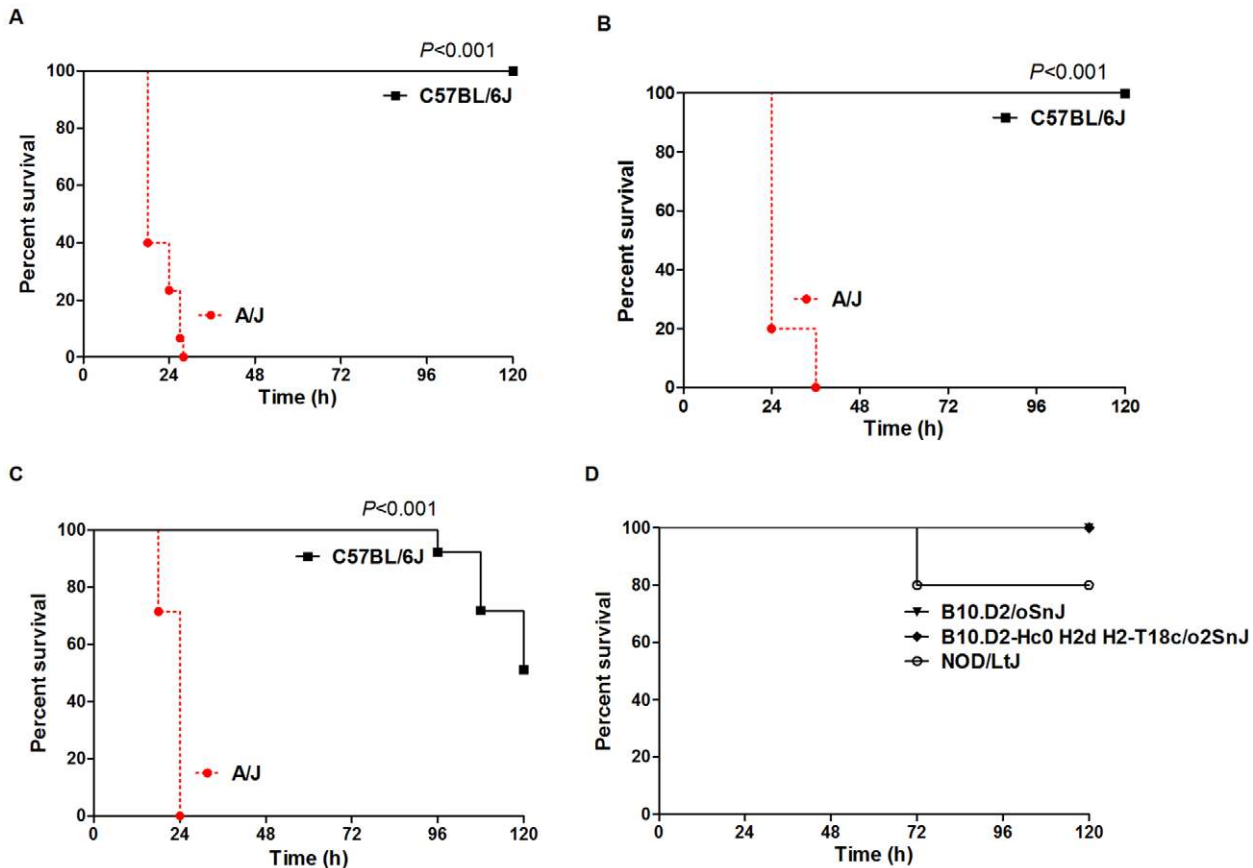 A
P<0.001
100
80
60
40
20
0
Percent survival
C57BL/6J
A/J
0 24 48 72 96 120
Time (h)
B
P<0.001
100
80
60
40
20
0
Percent survival
C57BL/6J
A/J
0 24 48 72 96 120
Time (h)
C
P<0.001
100
80
60
40
20
0
Percent survival
C57BL/6J
A/J
0 24 48 72 96 120
Time (h)
D
100
80
60
40
20
0
Percent survival
B10.D2/oSnJ
B10.D2-Hc0 H2d H2-T18c/o2SnJ
NOD/LtJ
0 24 48 72 96 120
Time (h)